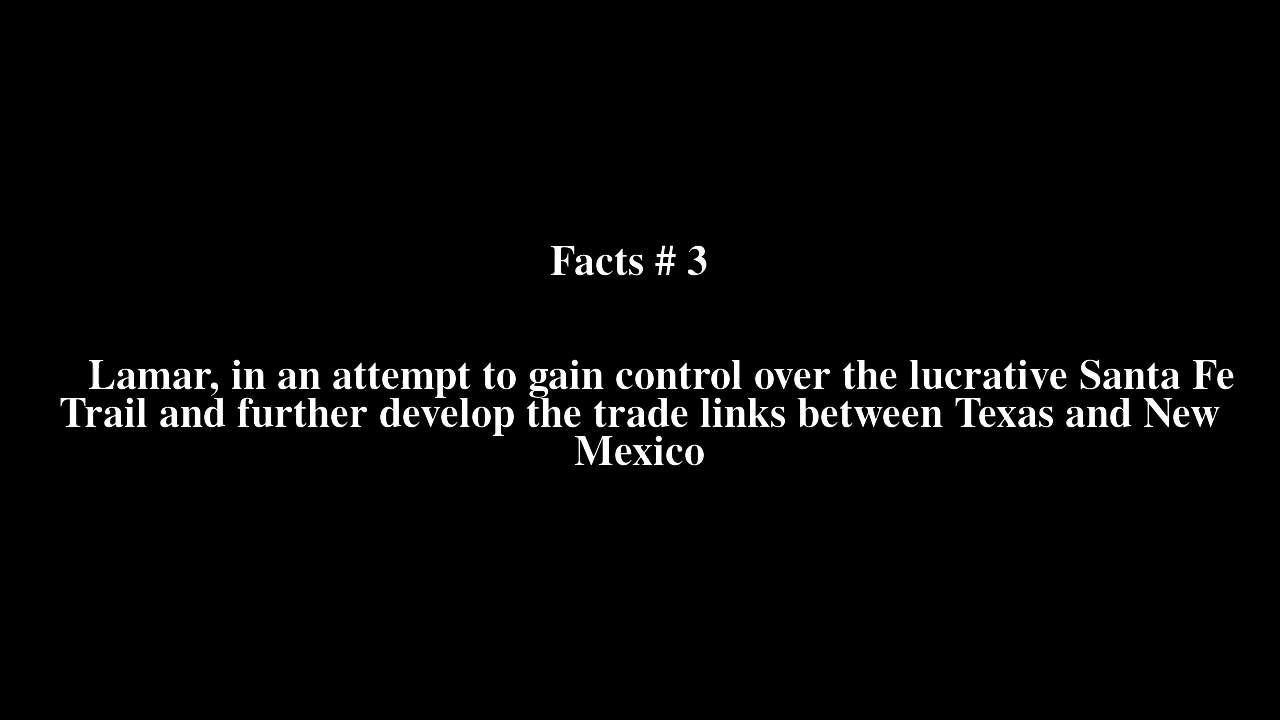 Facts # 3
Lamar, in an attempt to gain control over the lucrative Santa Fe
Trail and further develop the trade links between Texas and New
Mexico